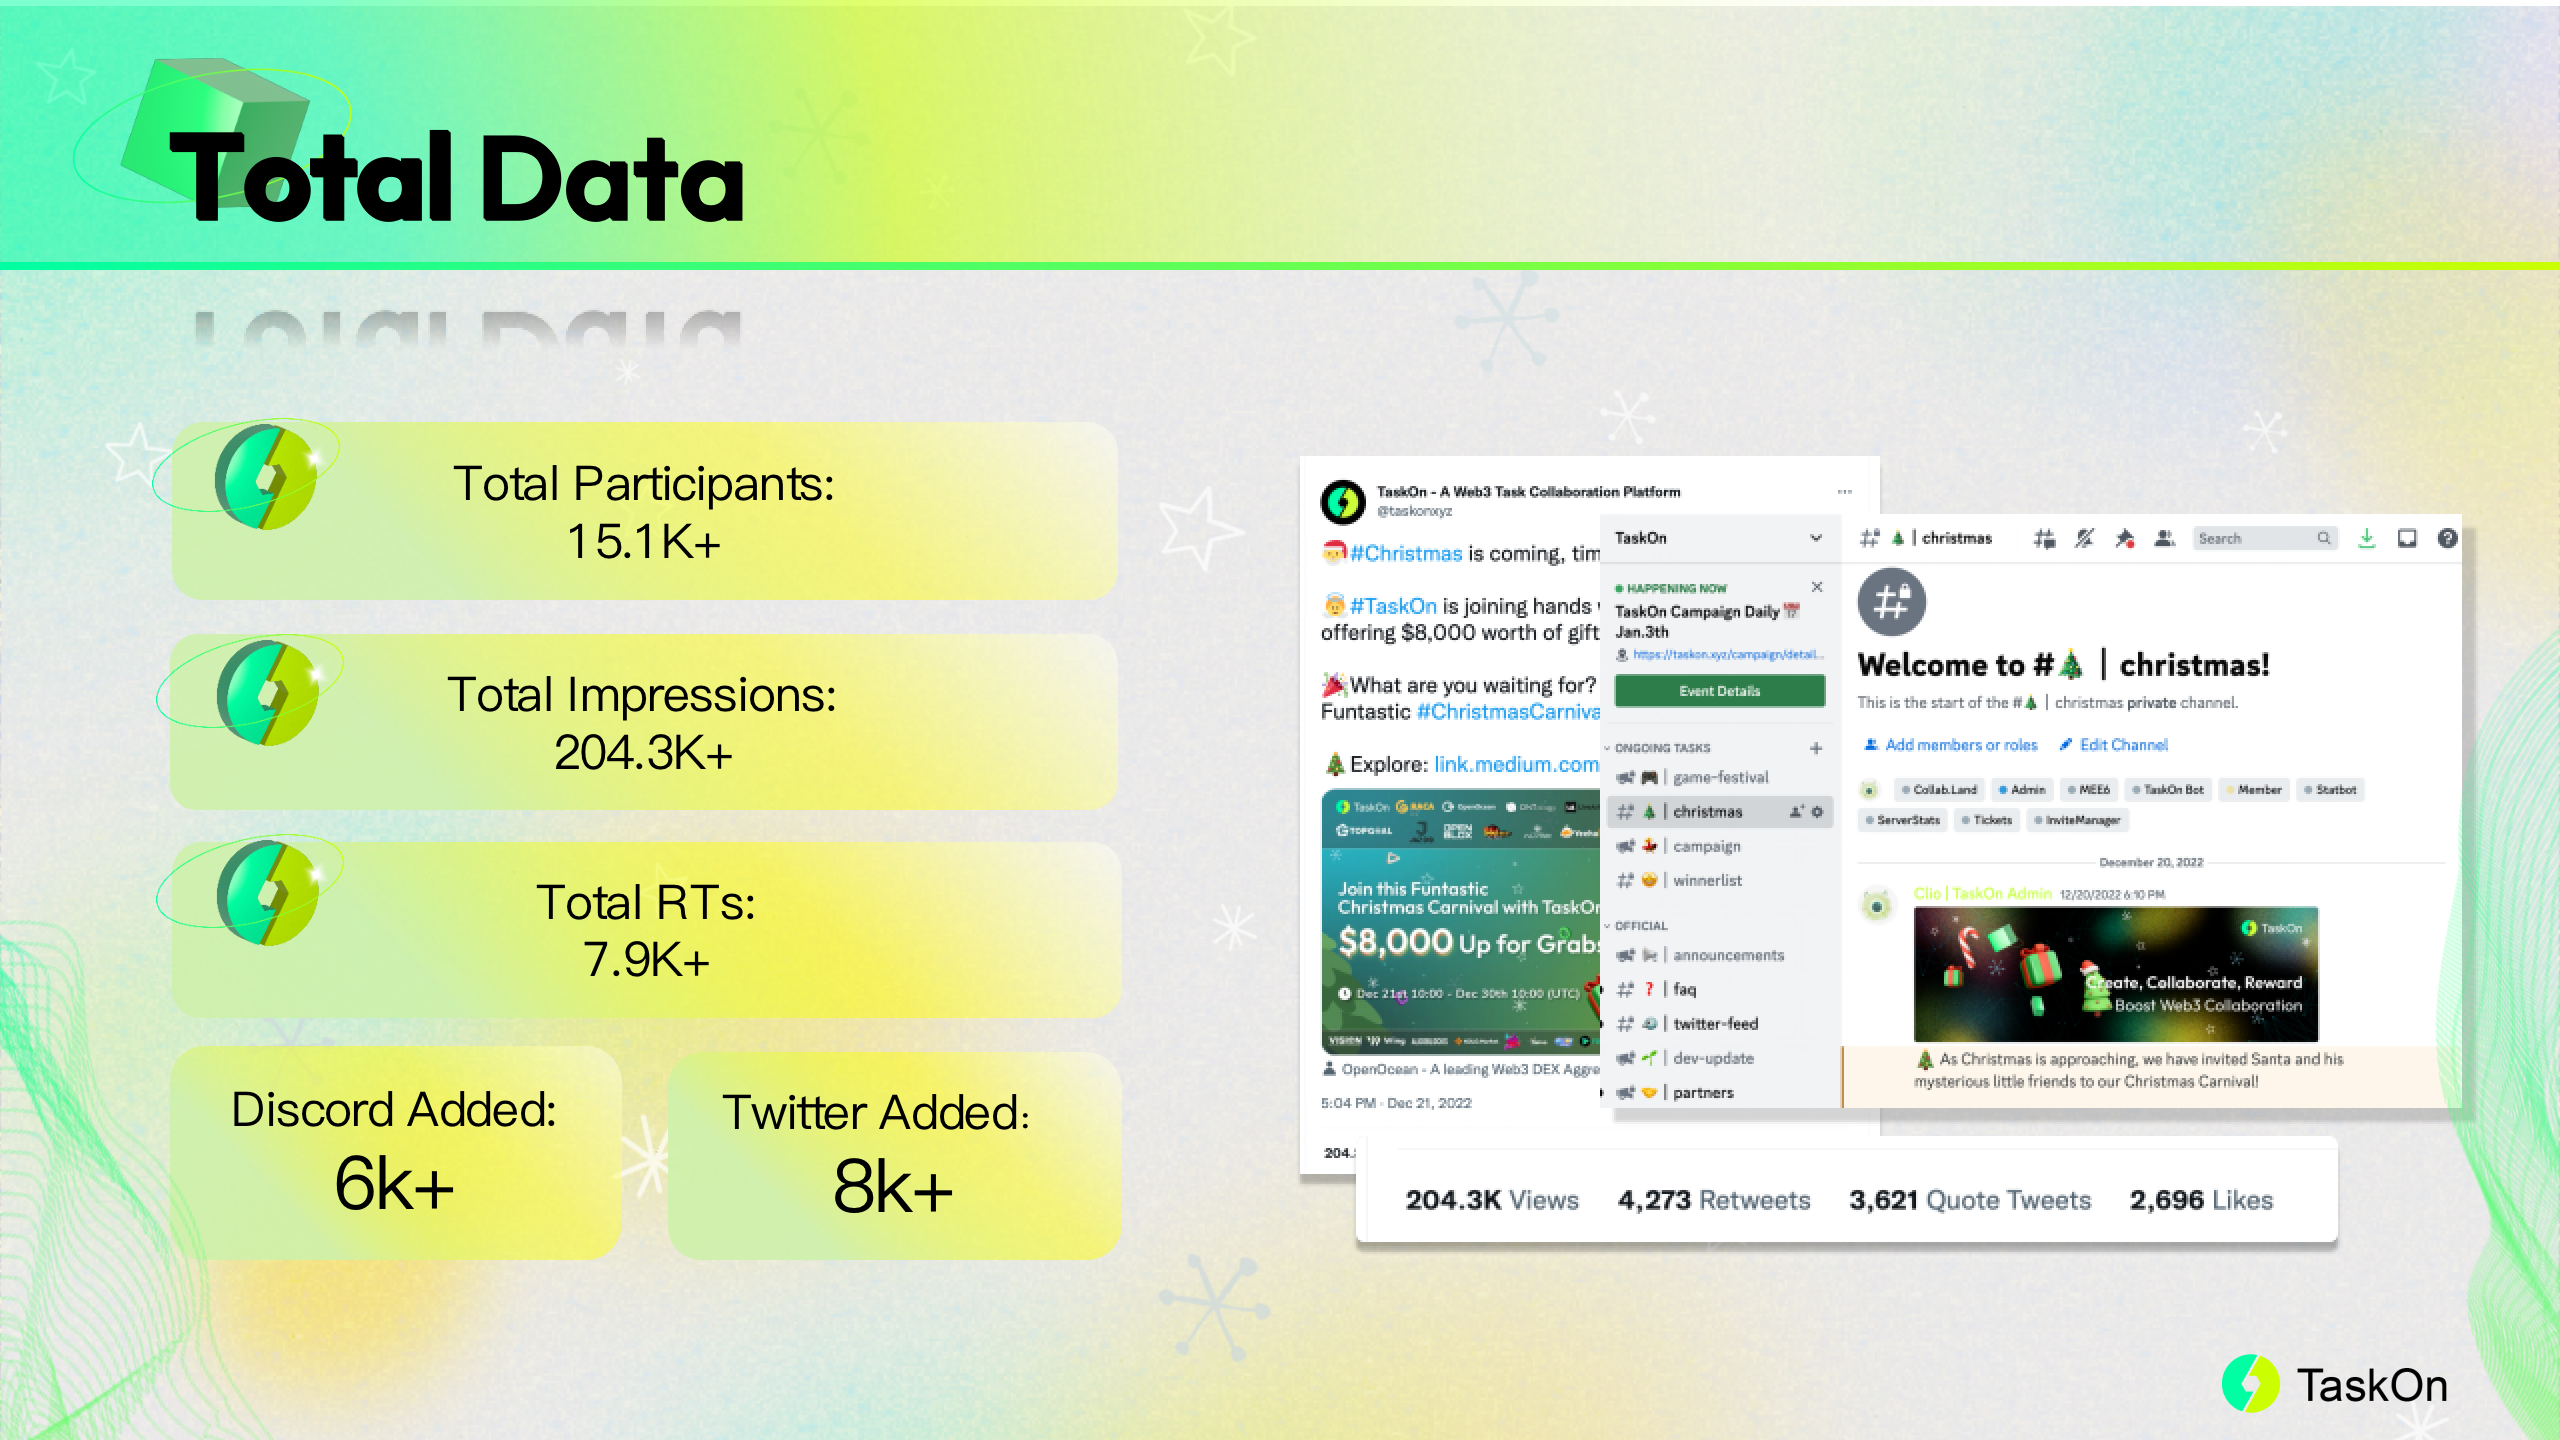 Total Data
Total Participants:
15.1K+
Total Impressions:
204.3K+
Total RTs:
7.9K+
Discord Added:
6k+
Twitter Added:
8k+
TaskOn - A Web3 Task Collaboration Platform
@taskonxyz
#Christmas is coming, tim
#TaskOn is joining hands
offering $8,000 worth of gift
What are you waiting for?
Funtastic #ChristmasCarniva
Explore: link.medium.com
TaskOn
OpenOcean
OPEN
BLOX
Join this Funtastic
Christmas Carnival with TaskOn
$8,000 Up for Grabs
Dec 21st 10:00 - Dec 30th 10:00 (UTC)
OpenOcean - A leading Web3 DEX Aggre
5:04 PM · Dec 21, 2022
204.
TaskOn
HAPPENING NOW
TaskOn Campaign Daily
Jan.3th
https://taskon.xyz/campaign/detail...
Event Details
ONGOING TASKS
game-festival
christmas
campaign
winnerlist
OFFICIAL
announcements
faq
twitter-feed
dev-update
partners
# | christmas
Search
Welcome to # | christmas!
This is the start of the # | christmas private channel.
Add members or roles
Edit Channel
Collab.Land Admin MEE6 TaskOn Bot Member Statbot
ServerStats Tickets InviteManager
December 20, 2022
Clio | TaskOn Admin 12/20/2022 6:10 PM
TaskOn
Create, Collaborate, Reward
Boost Web3 Collaboration
As Christmas is approaching, we have invited Santa and his
mysterious little friends to our Christmas Carnival!
204.3K Views 4,273 Retweets 3,621 Quote Tweets 2,696 Likes
TaskOn